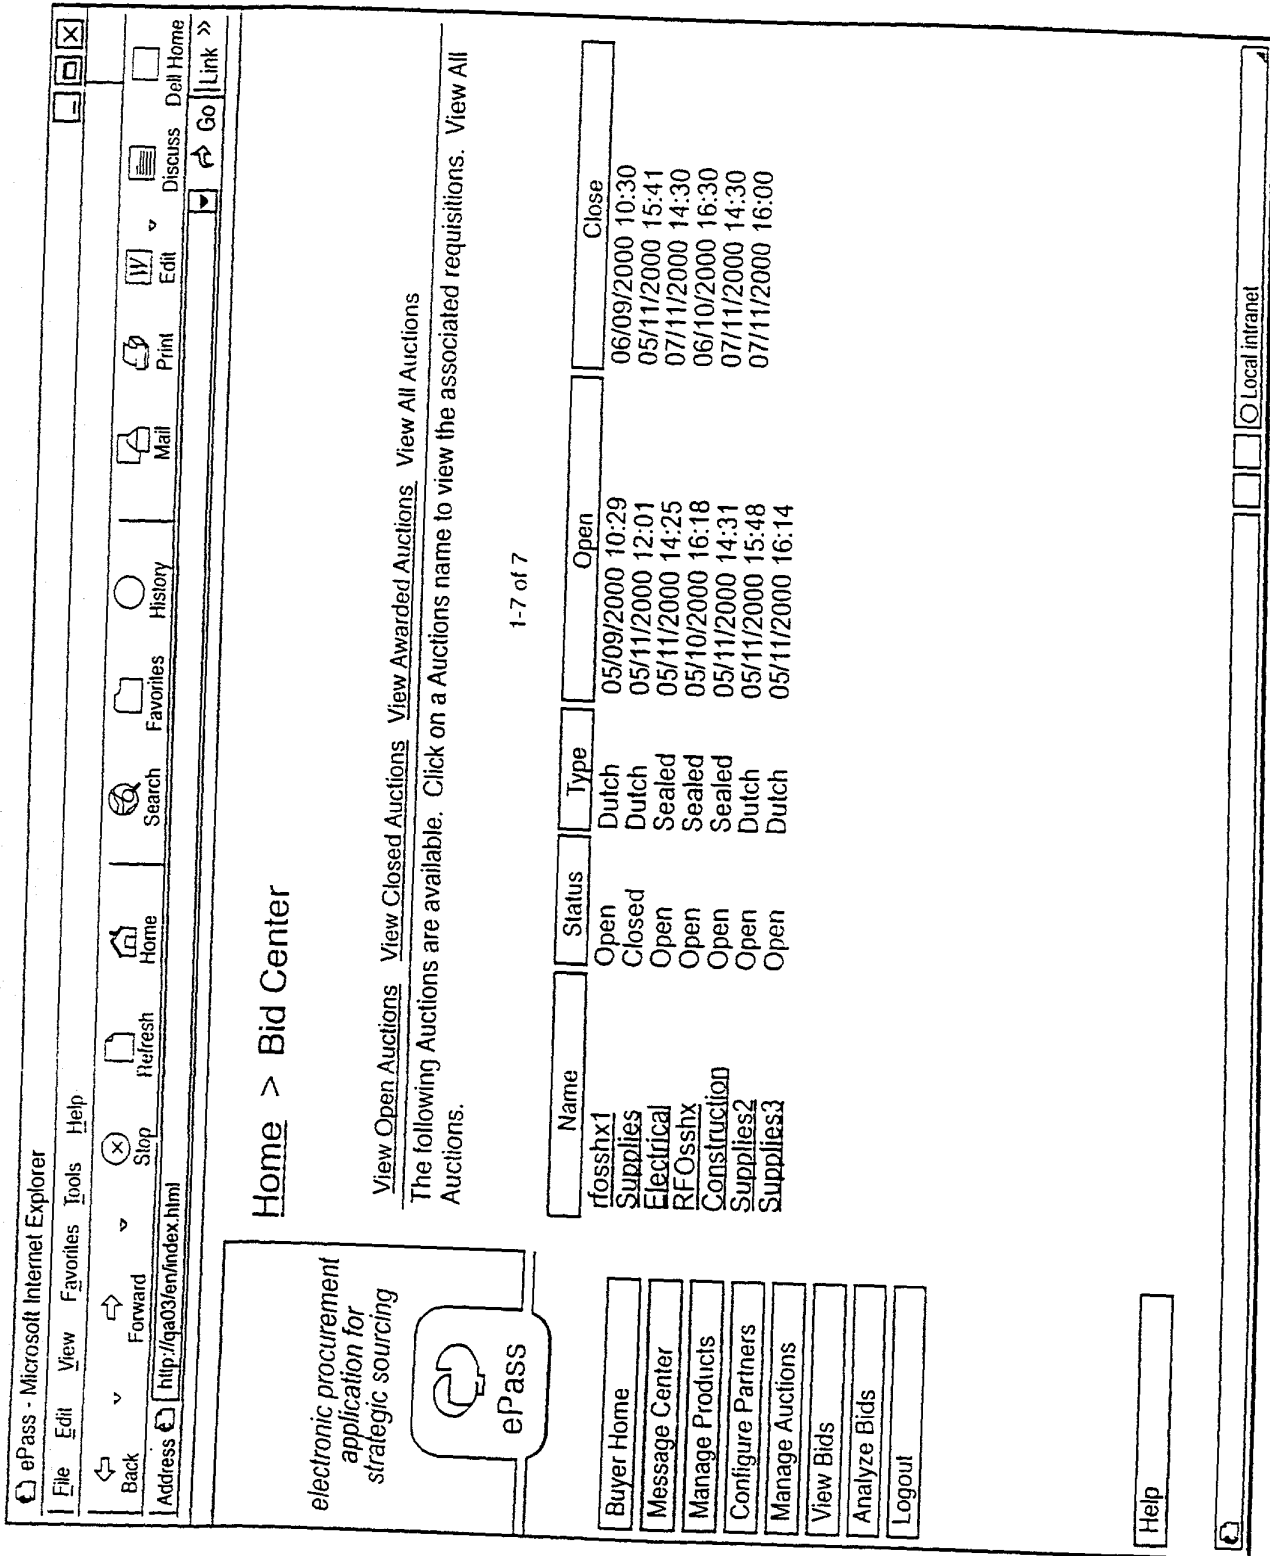 ePass - Microsoft Internet Explorer
File Edit View Favorites Tools Help
Back Forward Stop Refresh Home Search Favorites History Mail Print Edit Discuss Dell Home
Address http://qa03/en/index.html Go Link »
electronic procurement
application for
strategic sourcing
ePass
Buyer Home
Message Center
Manage Products
Configure Partners
Manage Auctions
View Bids
Analyze Bids
Logout
Help
Home > Bid Center
View Open Auctions View Closed Auctions View Awarded Auctions View All Auctions
The following Auctions are available. Click on a Auctions name to view the associated requisitions. View All
Auctions.
1-7 of 7
Name Status Type Open Close
rfosshx1 Open Dutch 05/09/2000 10:29 06/09/2000 10:30
Supplies Closed Dutch 05/11/2000 12:01 05/11/2000 15:41
Electrical Open Sealed 05/11/2000 14:25 07/11/2000 14:30
RFOsshx Open Sealed 05/10/2000 16:18 06/10/2000 16:30
Construction Open Sealed 05/11/2000 14:31 07/11/2000 14:30
Supplies2 Open Dutch 05/11/2000 15:48 07/11/2000 16:00
Supplies3 Open Dutch 05/11/2000 16:14
Local intranet